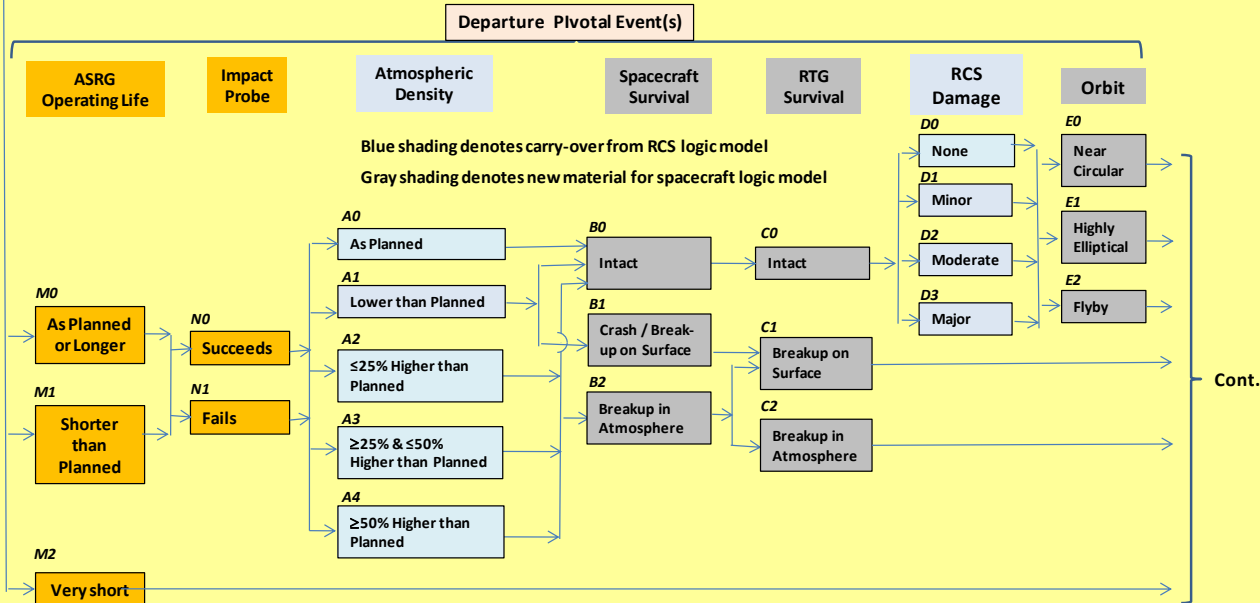 Departure PIvotal Event(s)
ASRG
Operating Life
Impact
Probe
Atmospheric
Density
Spacecraft
Survival
RTG
Survival
RCS
Damage
Orbit
Blue shading denotes carry-over from RCS logic model
Gray shading denotes new material for spacecraft logic model
M0
As Planned
or Longer
M1
Shorter
than
Planned
M2
Very short
N0
Succeeds
N1
Fails
A0
As Planned
A1
Lower than Planned
A2
≤25% Higher than
Planned
A3
≥25% & ≤50%
Higher than Planned
A4
≥50% Higher than
Planned
B0
Intact
B1
Crash / Break-
up on Surface
B2
Breakup in
Atmosphere
C0
Intact
C1
Breakup on
Surface
C2
Breakup in
Atmosphere
D0
None
D1
Minor
D2
Moderate
D3
Major
E0
Near
Circular
E1
Highly
Elliptical
E2
Flyby
Cont.